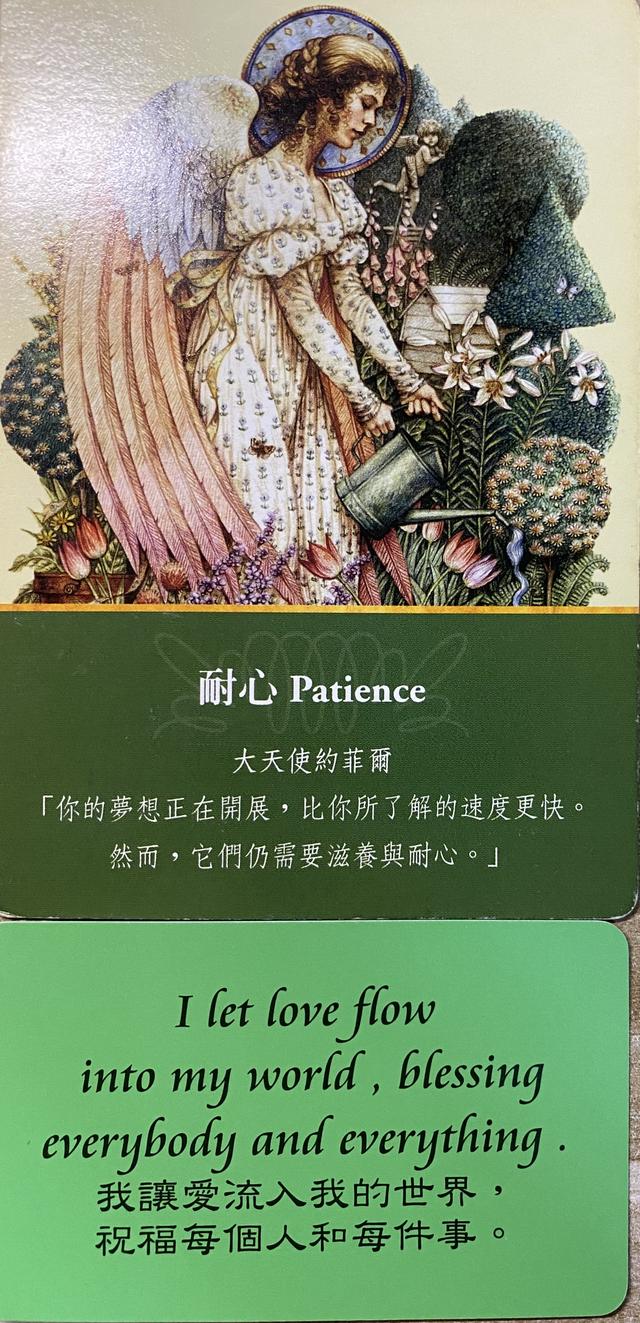 耐心 Patience
大天使約菲爾
「你的夢想正在開展，比你所了解的速度更快。
然而，它們仍需要滋養與耐心。」
I let love flow
into my world , blessing
everybody and everything .
我讓愛流入我的世界，
祝福每個人和每件事。